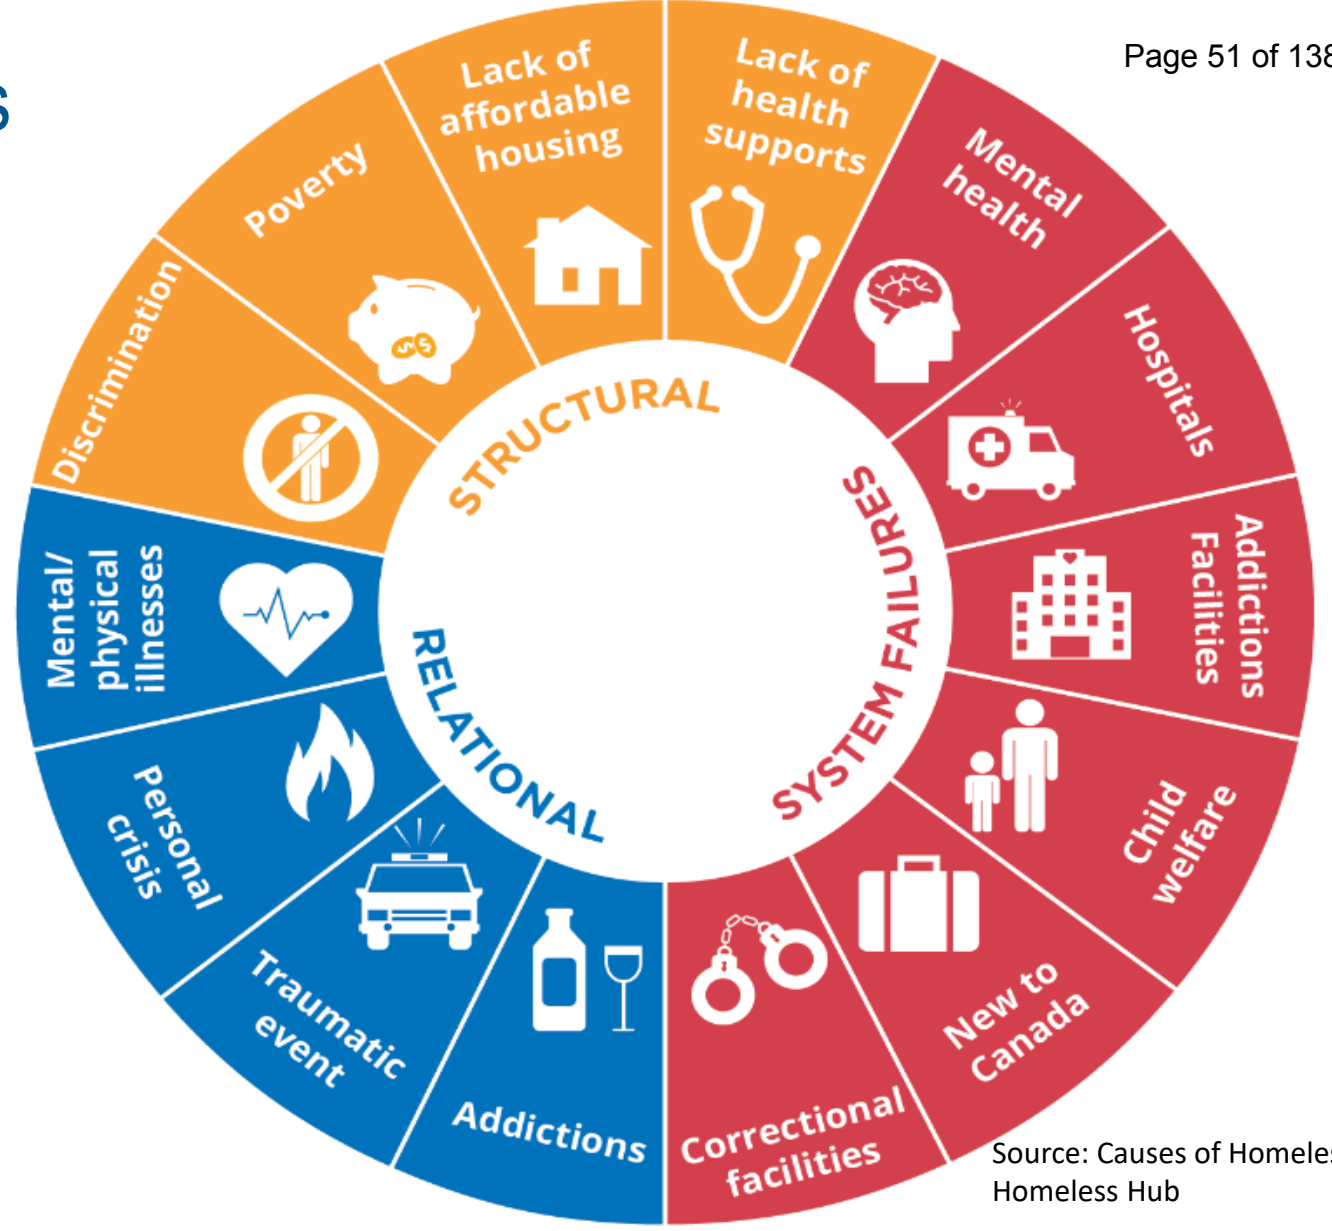 s
Page 51 of 138
Lack of
affordable
housing
Lack of
health
supports
Mental
health
Hospitals
Addictions
Facilities
Child
welfare
New to
Canada
Correctional
facilities
Addictions
Traumatic
event
Personal
crisis
Mental/
physical
illnesses
Discrimination
Poverty
$ $
STRUCTURAL
SYSTEM FAILURES
RELATIONAL
Source: Causes of Homeles
Homeless Hub